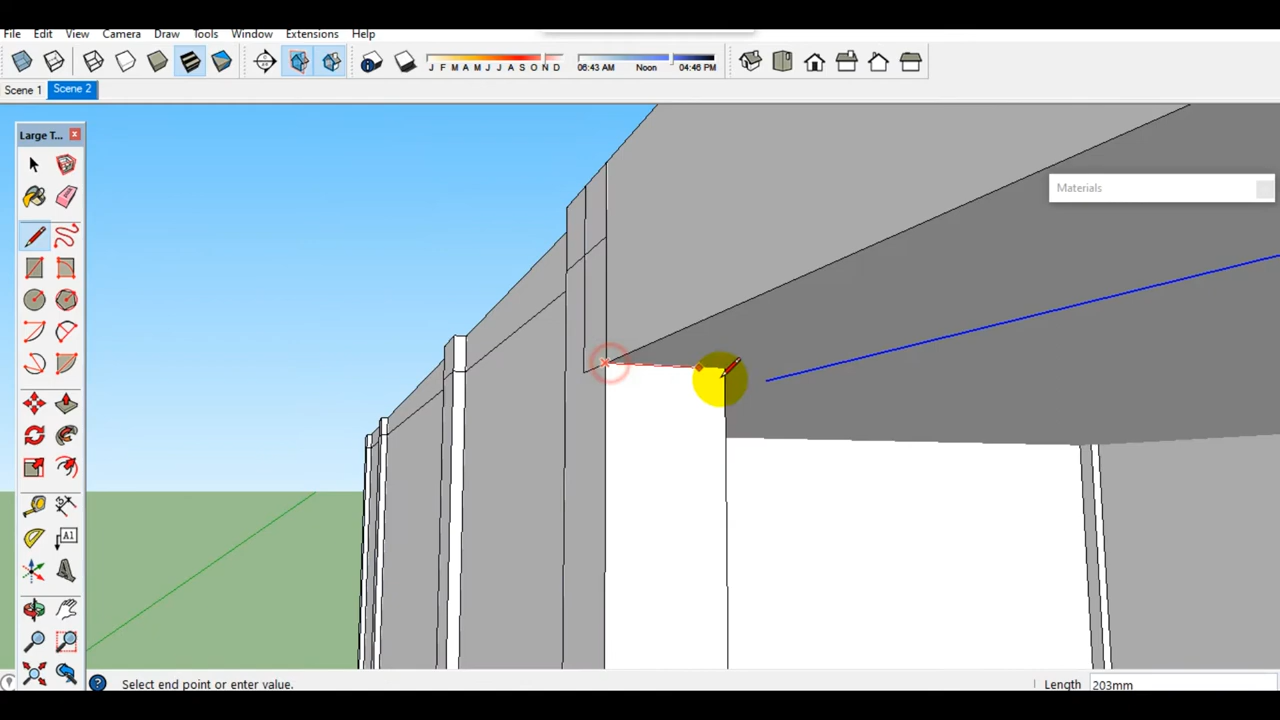 File Edit View Camera Draw Tools Window Extensions Help
J F M A M J J A S O N D 06:43 AM Noon 04:46 PM
Scene 1 Scene 2
Large T...
Materials
A1
Select end point or enter value. Length 203mm